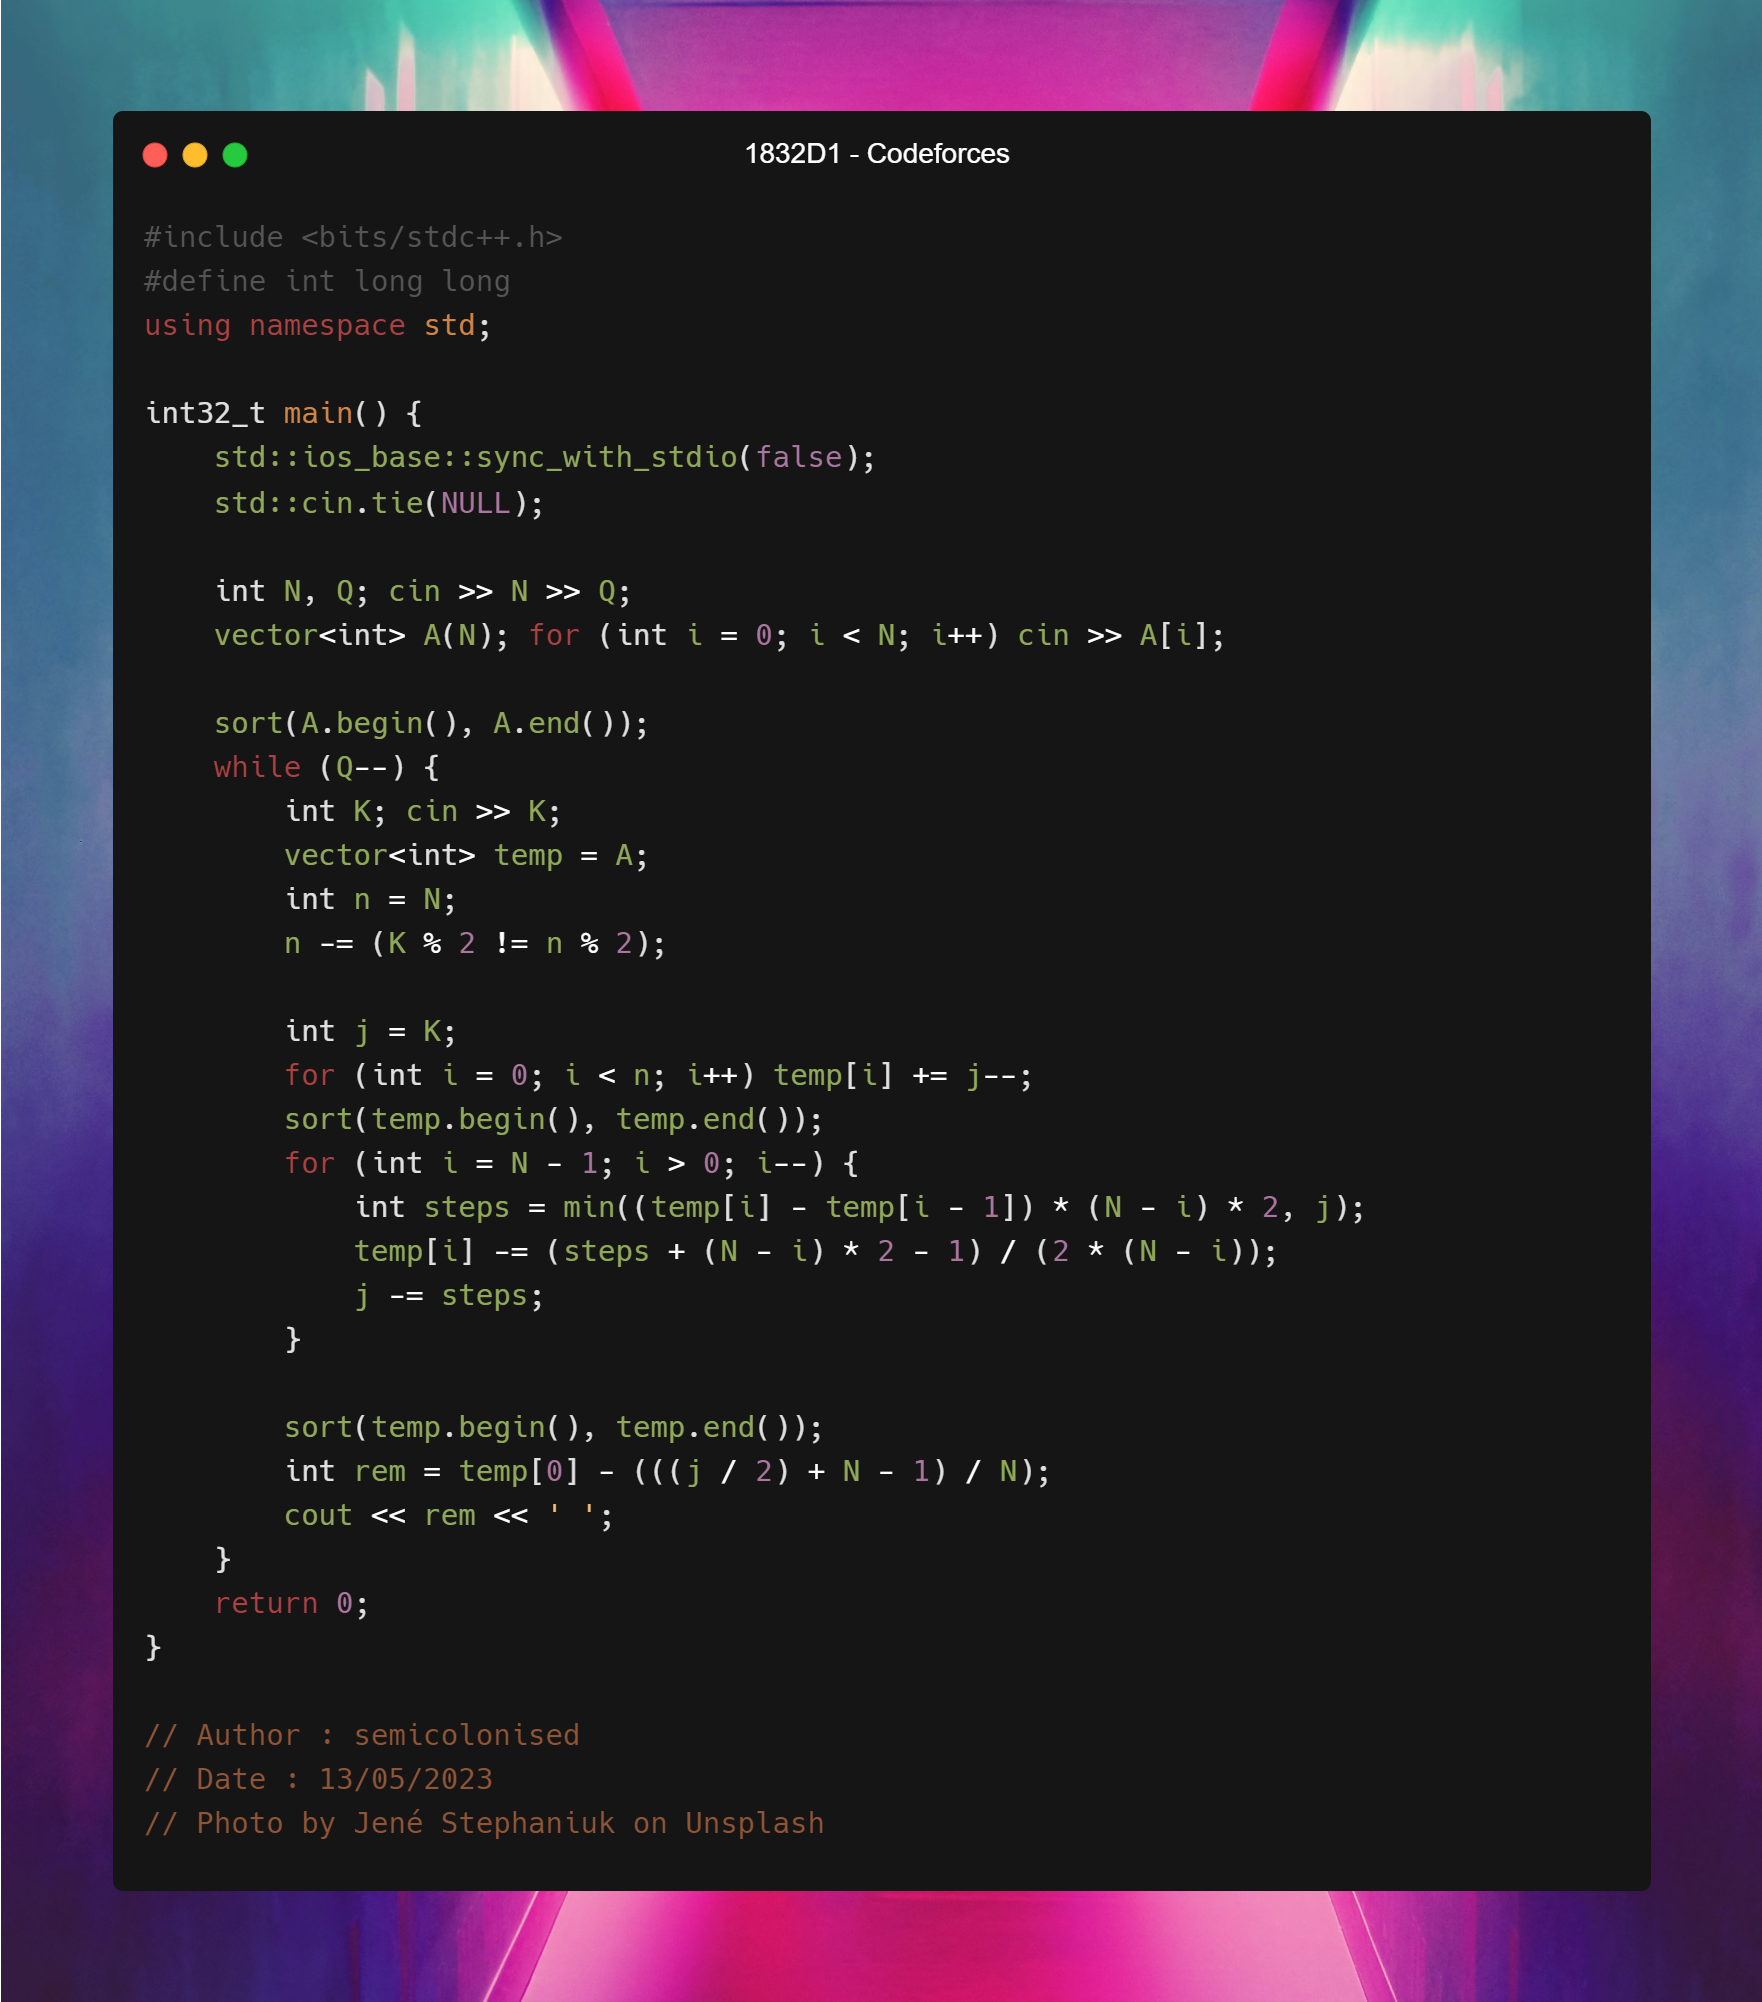 1832D1 - Codeforces
#include <bits/stdc++.h>
#define int long long
using namespace std;
int32_t main() {
    std::ios_base::sync_with_stdio(false);
    std::cin.tie(NULL);
    int N, Q; cin >> N >> Q;
    vector<int> A(N); for (int i = 0; i < N; i++) cin >> A[i];
    sort(A.begin(), A.end());
    while (Q--) {
        int K; cin >> K;
        vector<int> temp = A;
        int n = N;
        n -= (K % 2 != n % 2);
        int j = K;
        for (int i = 0; i < n; i++) temp[i] += j--;
        sort(temp.begin(), temp.end());
        for (int i = N - 1; i > 0; i--) {
            int steps = min((temp[i] - temp[i - 1]) * (N - i) * 2, j);
            temp[i] -= (steps + (N - i) * 2 - 1) / (2 * (N - i));
            j -= steps;
        }
        sort(temp.begin(), temp.end());
        int rem = temp[0] - (((j / 2) + N - 1) / N);
        cout << rem << ' ';
    }
    return 0;
}
// Author : semicolonised
// Date : 13/05/2023
// Photo by Jené Stephaniuk on Unsplash